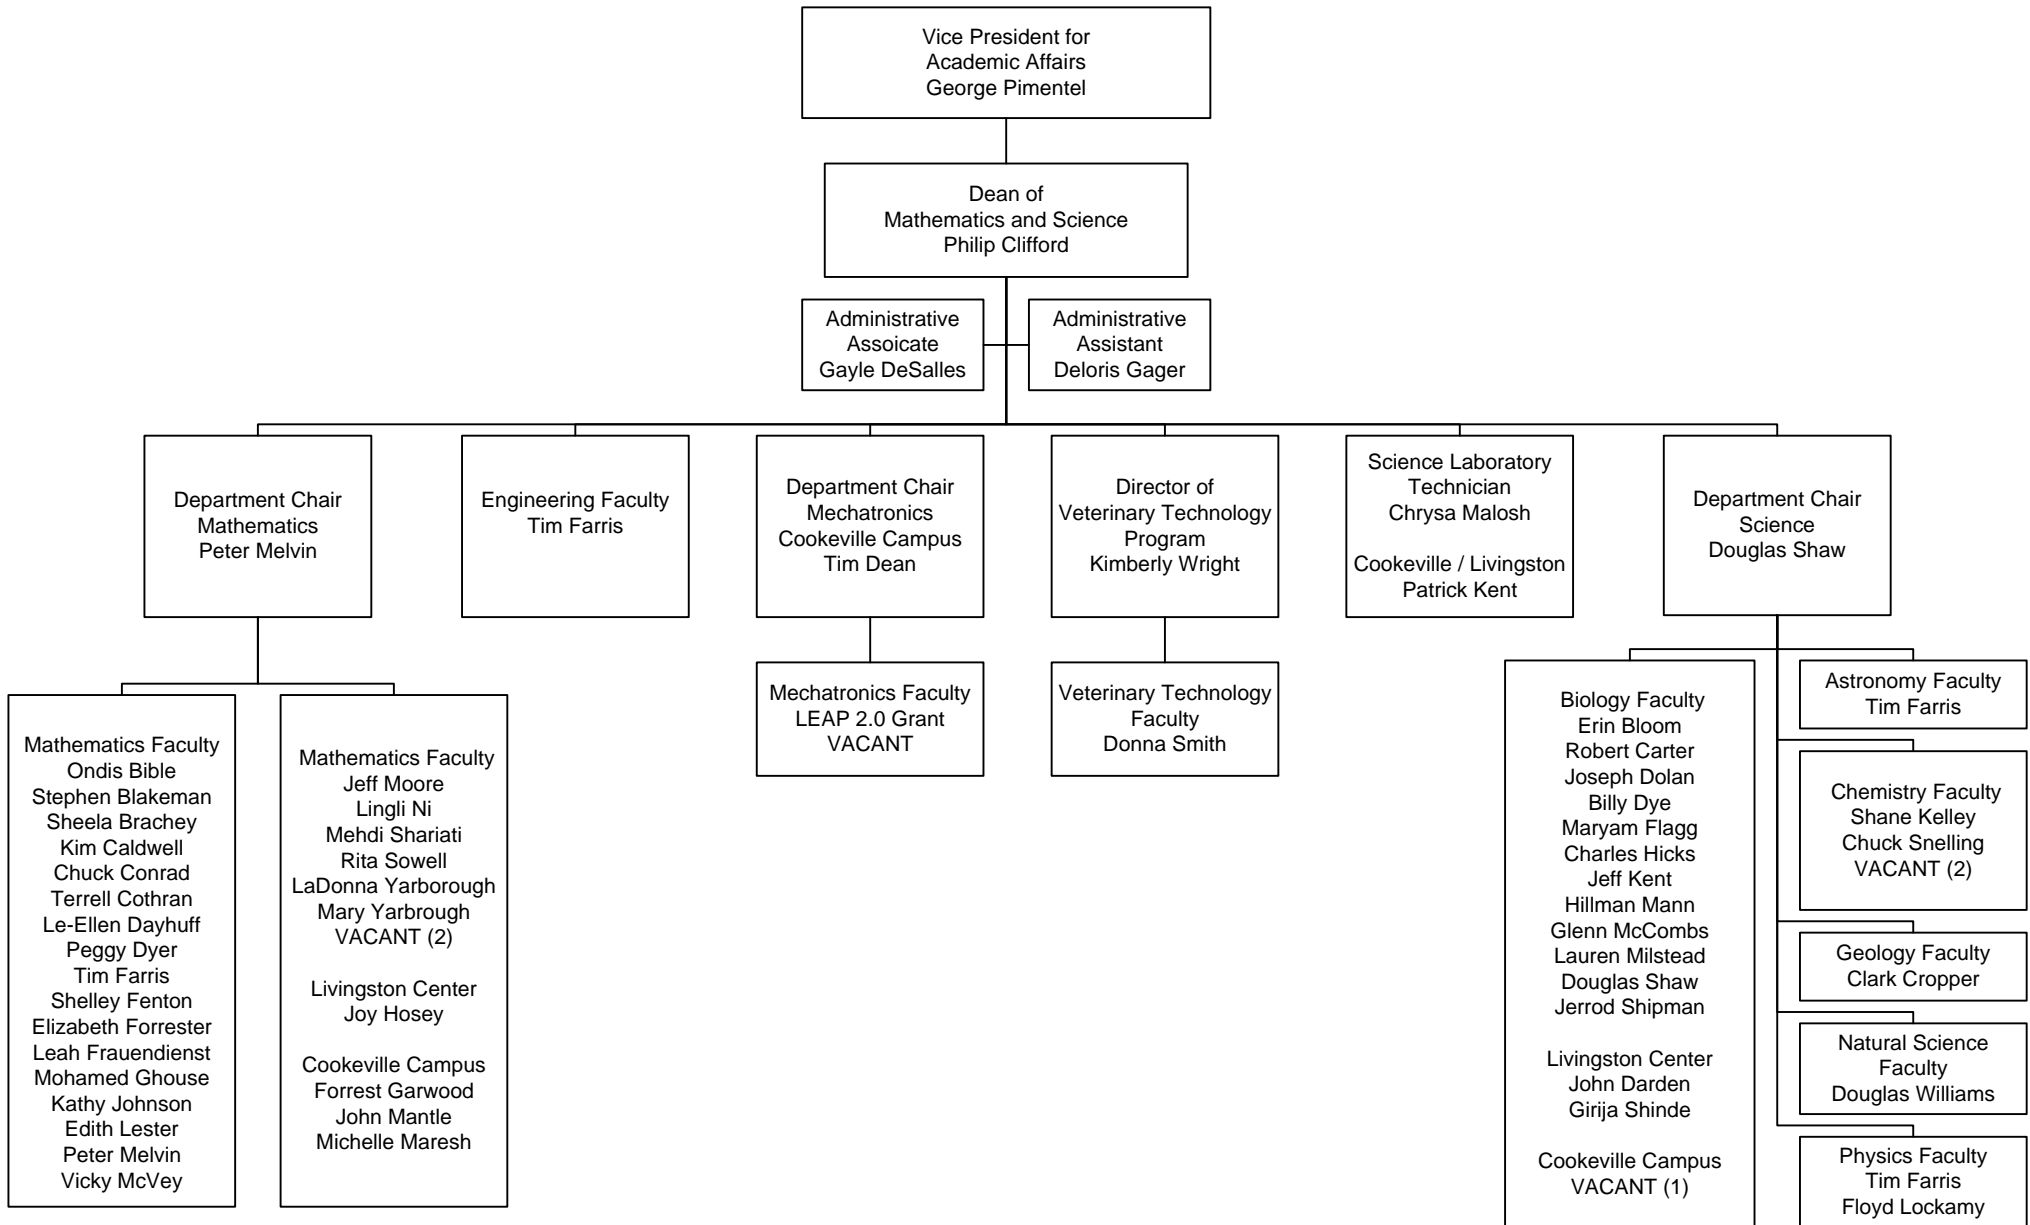 Vice President for
Academic Affairs
George Pimentel
Dean of
Mathematics and Science
Philip Clifford
Administrative
Assoicate
Gayle DeSalles
Administrative
Assistant
Deloris Gager
Department Chair
Mathematics
Peter Melvin
Engineering Faculty
Tim Farris
Department Chair
Mechatronics
Cookeville Campus
Tim Dean
Director of
Veterinary Technology
Program
Kimberly Wright
Science Laboratory
Technician
Chrysa Malosh
Cookeville / Livingston
Patrick Kent
Department Chair
Science
Douglas Shaw
Mathematics Faculty
Ondis Bible
Stephen Blakeman
Sheela Brachey
Kim Caldwell
Chuck Conrad
Terrell Cothran
Le-Ellen Dayhuff
Peggy Dyer
Tim Farris
Shelley Fenton
Elizabeth Forrester
Leah Frauendienst
Mohamed Ghouse
Kathy Johnson
Edith Lester
Peter Melvin
Vicky McVey
Mathematics Faculty
Jeff Moore
Lingli Ni
Mehdi Shariati
Rita Sowell
LaDonna Yarborough
Mary Yarbrough
VACANT (2)
Livingston Center
Joy Hosey
Cookeville Campus
Forrest Garwood
John Mantle
Michelle Maresh
Mechatronics Faculty
LEAP 2.0 Grant
VACANT
Veterinary Technology
Faculty
Donna Smith
Biology Faculty
Erin Bloom
Robert Carter
Joseph Dolan
Billy Dye
Maryam Flagg
Charles Hicks
Jeff Kent
Hillman Mann
Glenn McCombs
Lauren Milstead
Douglas Shaw
Jerrod Shipman
Livingston Center
John Darden
Girija Shinde
Cookeville Campus
VACANT (1)
Astronomy Faculty
Tim Farris
Chemistry Faculty
Shane Kelley
Chuck Snelling
VACANT (2)
Geology Faculty
Clark Cropper
Natural Science
Faculty
Douglas Williams
Physics Faculty
Tim Farris
Floyd Lockamy